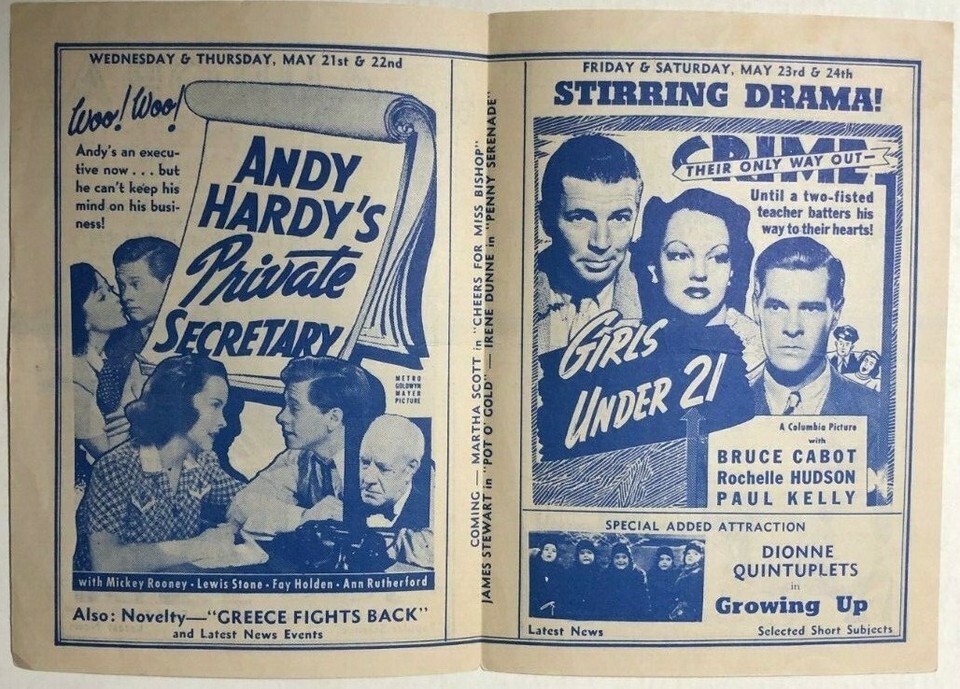 WEDNESDAY & THURSDAY, MAY 21st & 22nd
Woo! Woo!
Andy's an execu-
tive now . . . but
he can't keep his
mind on his busi-
ness!
ANDY
HARDY'S
Private
SECRETARY
METRO
GOLDWYN
MAYER
PICTURE
with Mickey Rooney · Lewis Stone · Fay Holden · Ann Rutherford
Also: Novelty—"GREECE FIGHTS BACK"
and Latest News Events
COMING — MARTHA SCOTT in "CHEERS FOR MISS BISHOP"
JAMES STEWART in "POT O' GOLD" — IRENE DUNNE in "PENNY SERENADE"
FRIDAY & SATURDAY, MAY 23rd & 24th
STIRRING DRAMA!
CRIME
THEIR ONLY WAY OUT—
Until a two-fisted
teacher batters his
way to their hearts!
GIRLS
UNDER 21
A Columbia Picture
with
BRUCE CABOT
Rochelle HUDSON
PAUL KELLY
SPECIAL ADDED ATTRACTION
DIONNE
QUINTUPLETS
in
Growing Up
Latest News
Selected Short Subjects